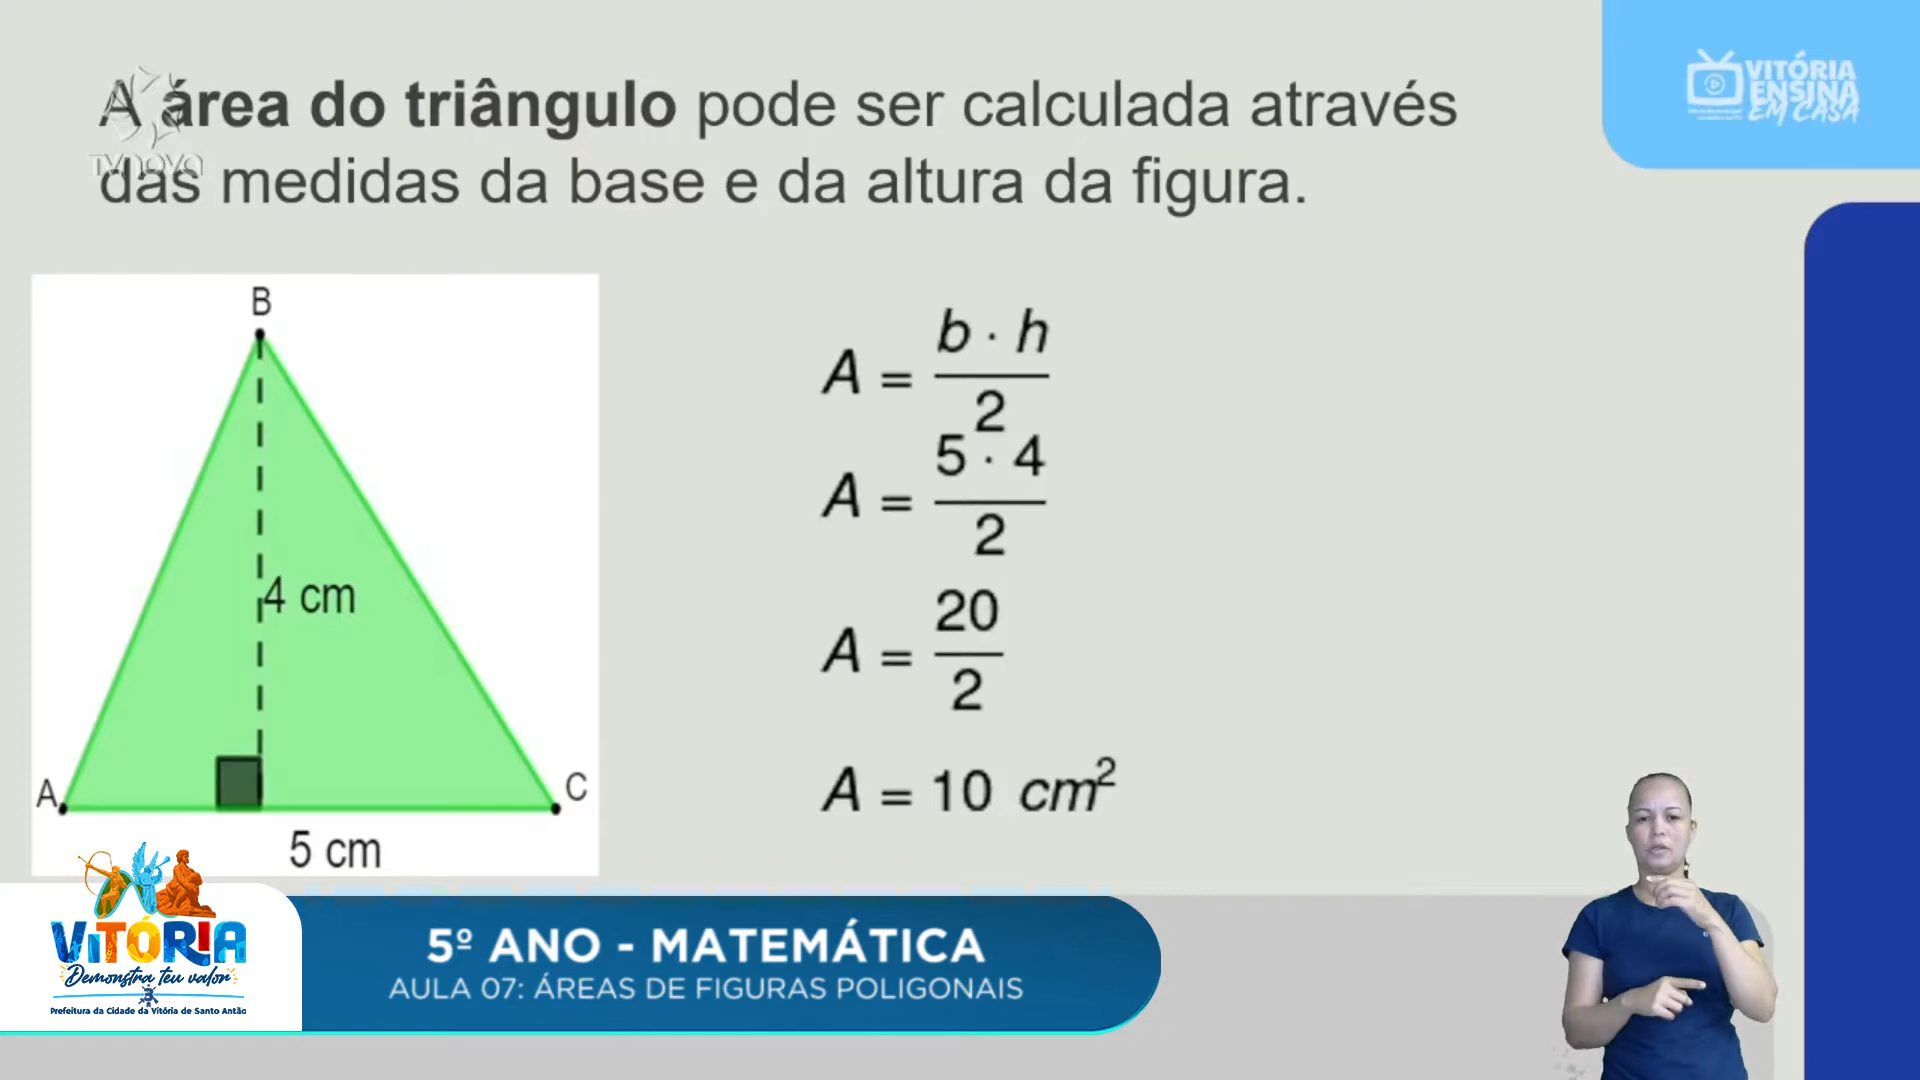 A área do triângulo pode ser calculada através
das medidas da base e da altura da figura.
TV nova
VITÓRIA
ENSINA
EM CASA
B
4 cm
A
C
5 cm
A = b · h / 2
A = 5 · 4 / 2
A = 20 / 2
A = 10 cm²
VITÓRIA
Demonstra teu valor
Prefeitura da Cidade da Vitória de Santo Antão
5º ANO - MATEMÁTICA
AULA 07: ÁREAS DE FIGURAS POLIGONAIS